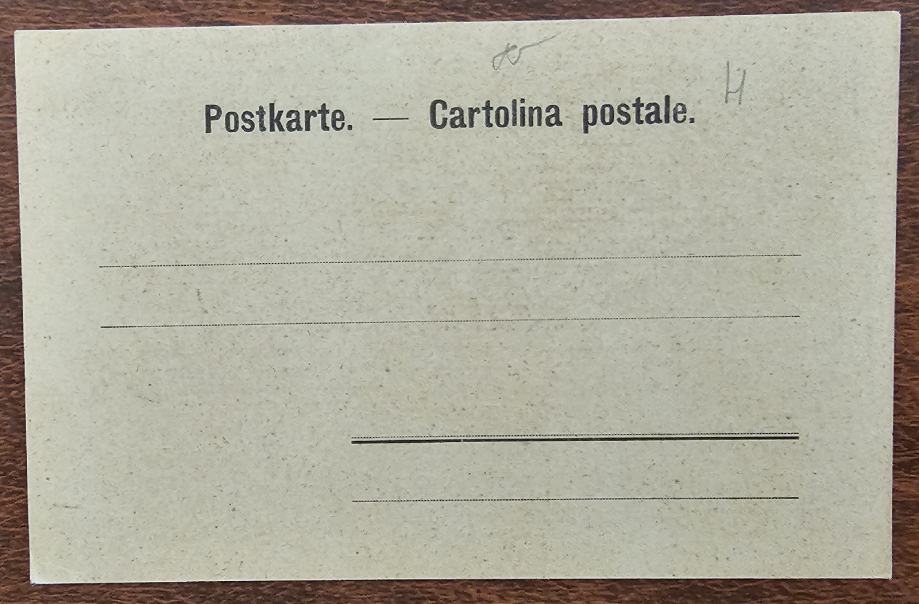 Postkarte. — Cartolina postale.